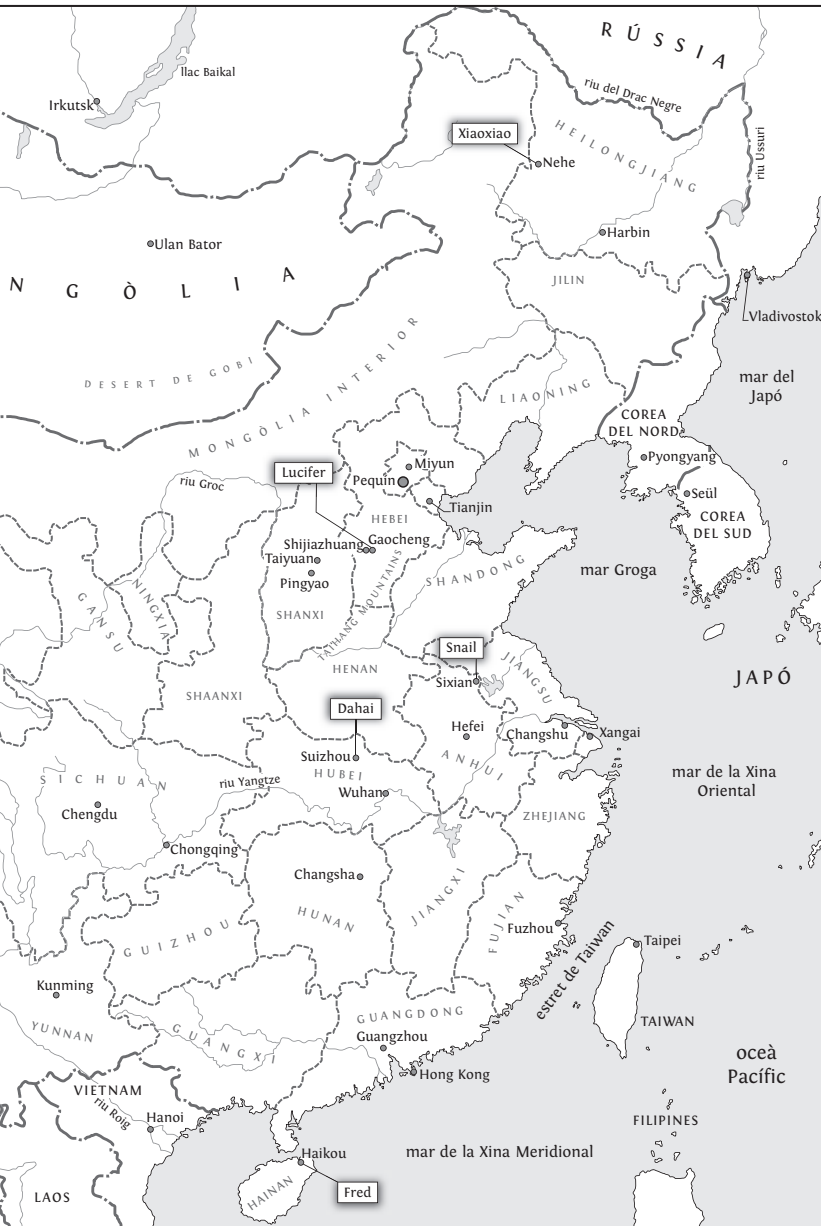 RÚSSIA
llac Baikal
Irkutsk
riu del Drac Negre
Xiaoxiao
HEILONGJIANG
riu Ussuri
Nehe
Harbin
Ulan Bator
NGÒLIA
JILIN
Vladivostok
MONGÒLIA INTERIOR
DESERT DE GOBI
LIAONING
mar del
Japó
COREA
DEL NORD
Pyongyang
Miyun
Lucifer
Pequín
riu Groc
Seül
Tianjin
HEBEI
COREA
DEL SUD
Shijiazhuang
Gaocheng
Taiyuan
Pingyao
SHANDONG
mar Groga
TAIHANG MOUNTAINS
NINGXIA
GANSU
SHANXI
Snail
JIANGSU
HENAN
JAPÓ
Sixian
SHAANXI
Dahai
Hefei
Changshu
Xangai
Suizhou
ANHUI
HUBEI
mar de la Xina
Oriental
SICHUAN
riu Yangtze
Wuhan
Chengdu
ZHEJIANG
Chongqing
Changsha
JIANGXI
HUNAN
FUJIAN
GUIZHOU
Fuzhou
estret de Taiwan
Taipei
Kunming
GUANGDONG
TAIWAN
YUNNAN
GUANGXI
Guangzhou
oceà
Pacífic
Hong Kong
VIETNAM
riu Roig
Hanoi
FILIPINES
Haikou
mar de la Xina Meridional
HAINAN
Fred
LAOS